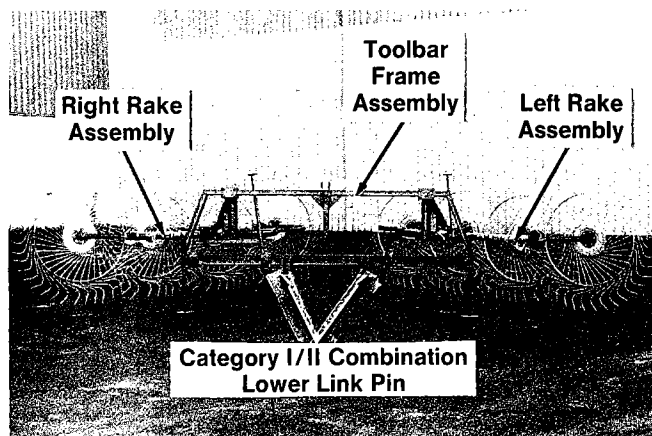 Toolbar
Frame
Assembly
Right Rake
Assembly
Left Rake
Assembly
Category I/II Combination
Lower Link Pin